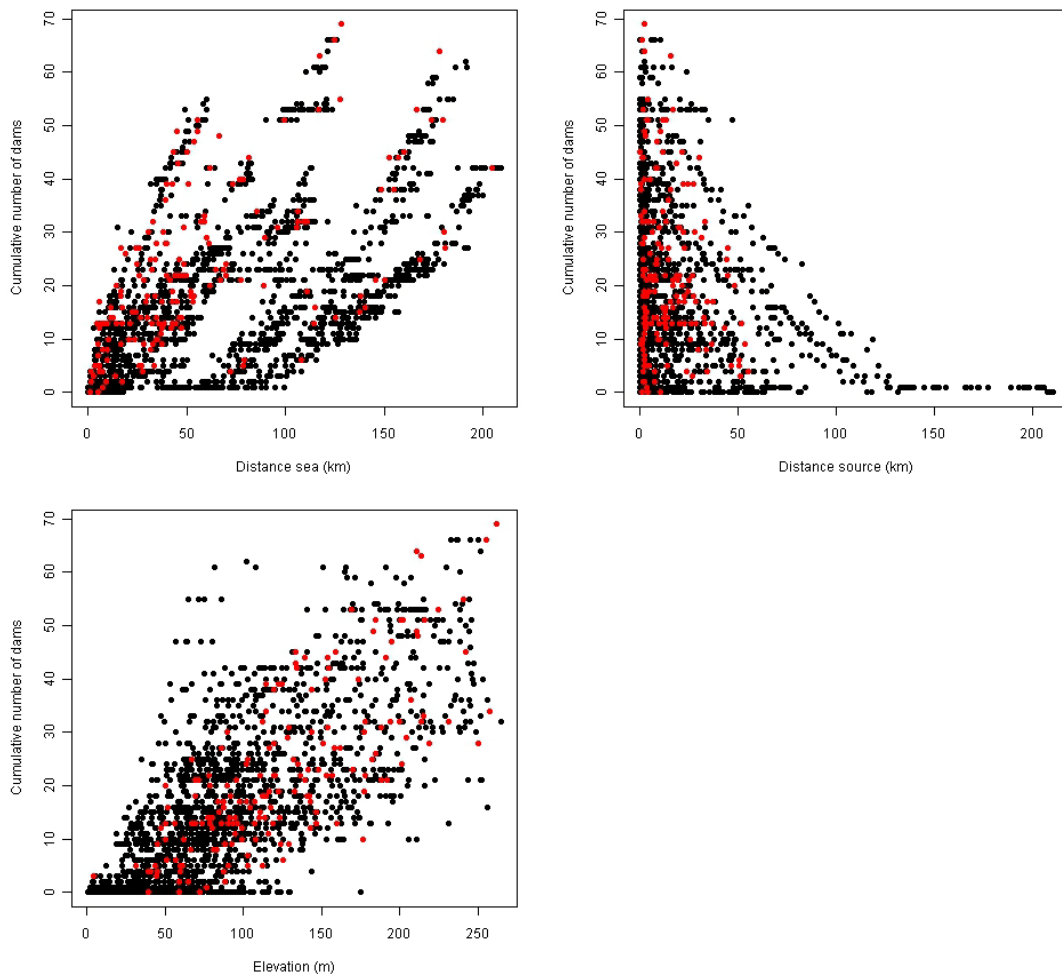 70
60
50
40
30
20
10
0
Cumulative number of dams
0 50 100 150 200
Distance sea (km)
70
60
50
40
30
20
10
0
Cumulative number of dams
0 50 100 150 200
Distance source (km)
70
60
50
40
30
20
10
0
Cumulative number of dams
0 50 100 150 200 250
Elevation (m)